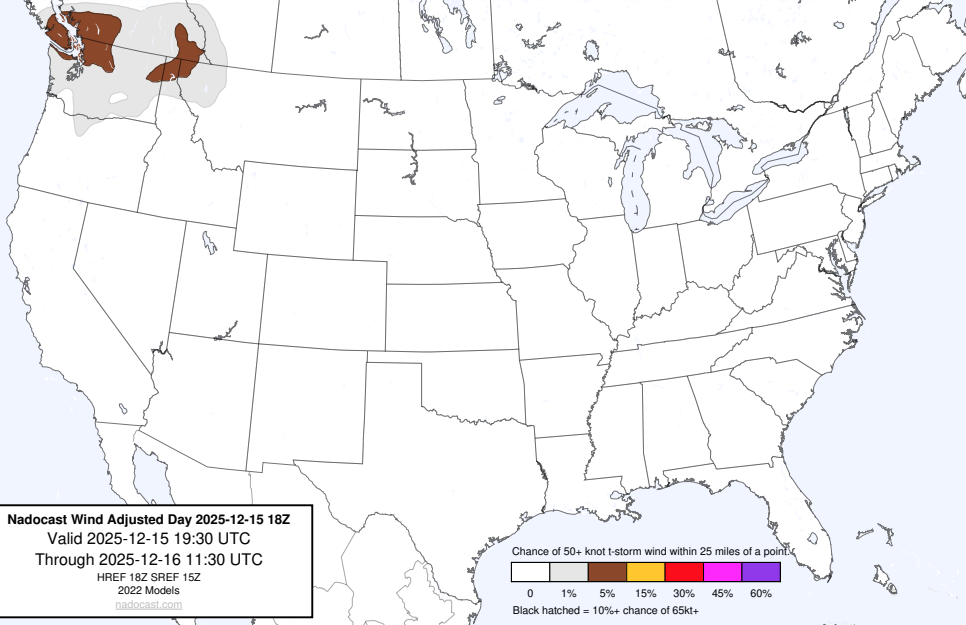 Nadocast Wind Adjusted Day 2025-12-15 18Z
Valid 2025-12-15 19:30 UTC
Through 2025-12-16 11:30 UTC
HREF 18Z SREF 15Z
2022 Models
nadocast.com
Chance of 50+ knot t-storm wind within 25 miles of a point.
0 1% 5% 15% 30% 45% 60%
Black hatched = 10%+ chance of 65kt+